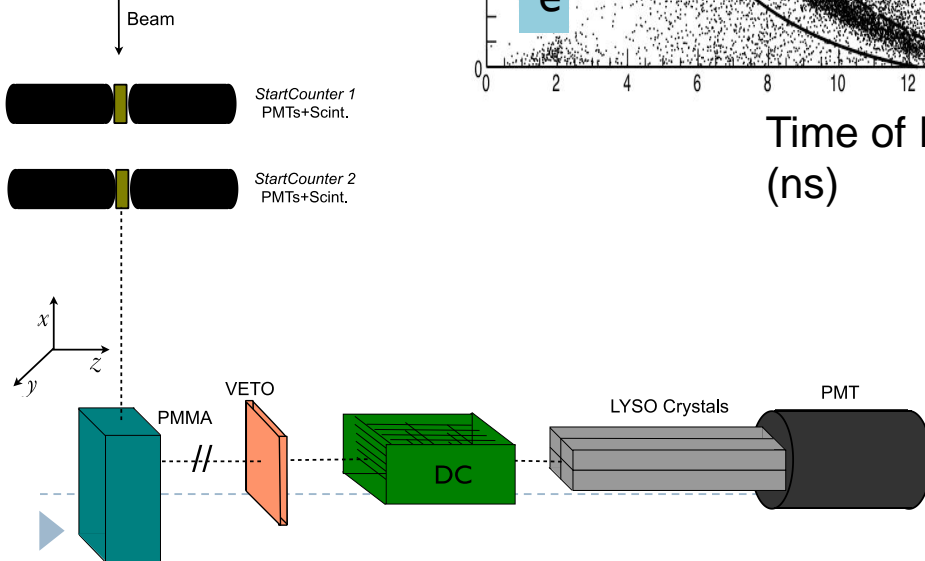 Beam
e
0
0
2
4
6
8
10
12
Time of
(ns)
StartCounter 1
PMTs+Scint.
StartCounter 2
PMTs+Scint.
x
z
y
PMMA
//
VETO
DC
LYSO Crystals
PMT